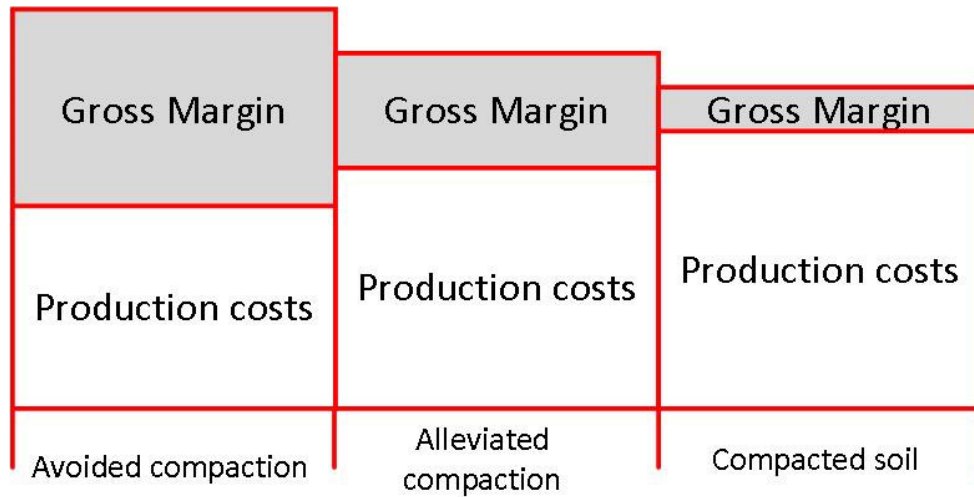 Gross Margin
Gross Margin
Gross Margin
Production costs
Production costs
Production costs
Avoided compaction
Alleviated
compaction
Compacted soil